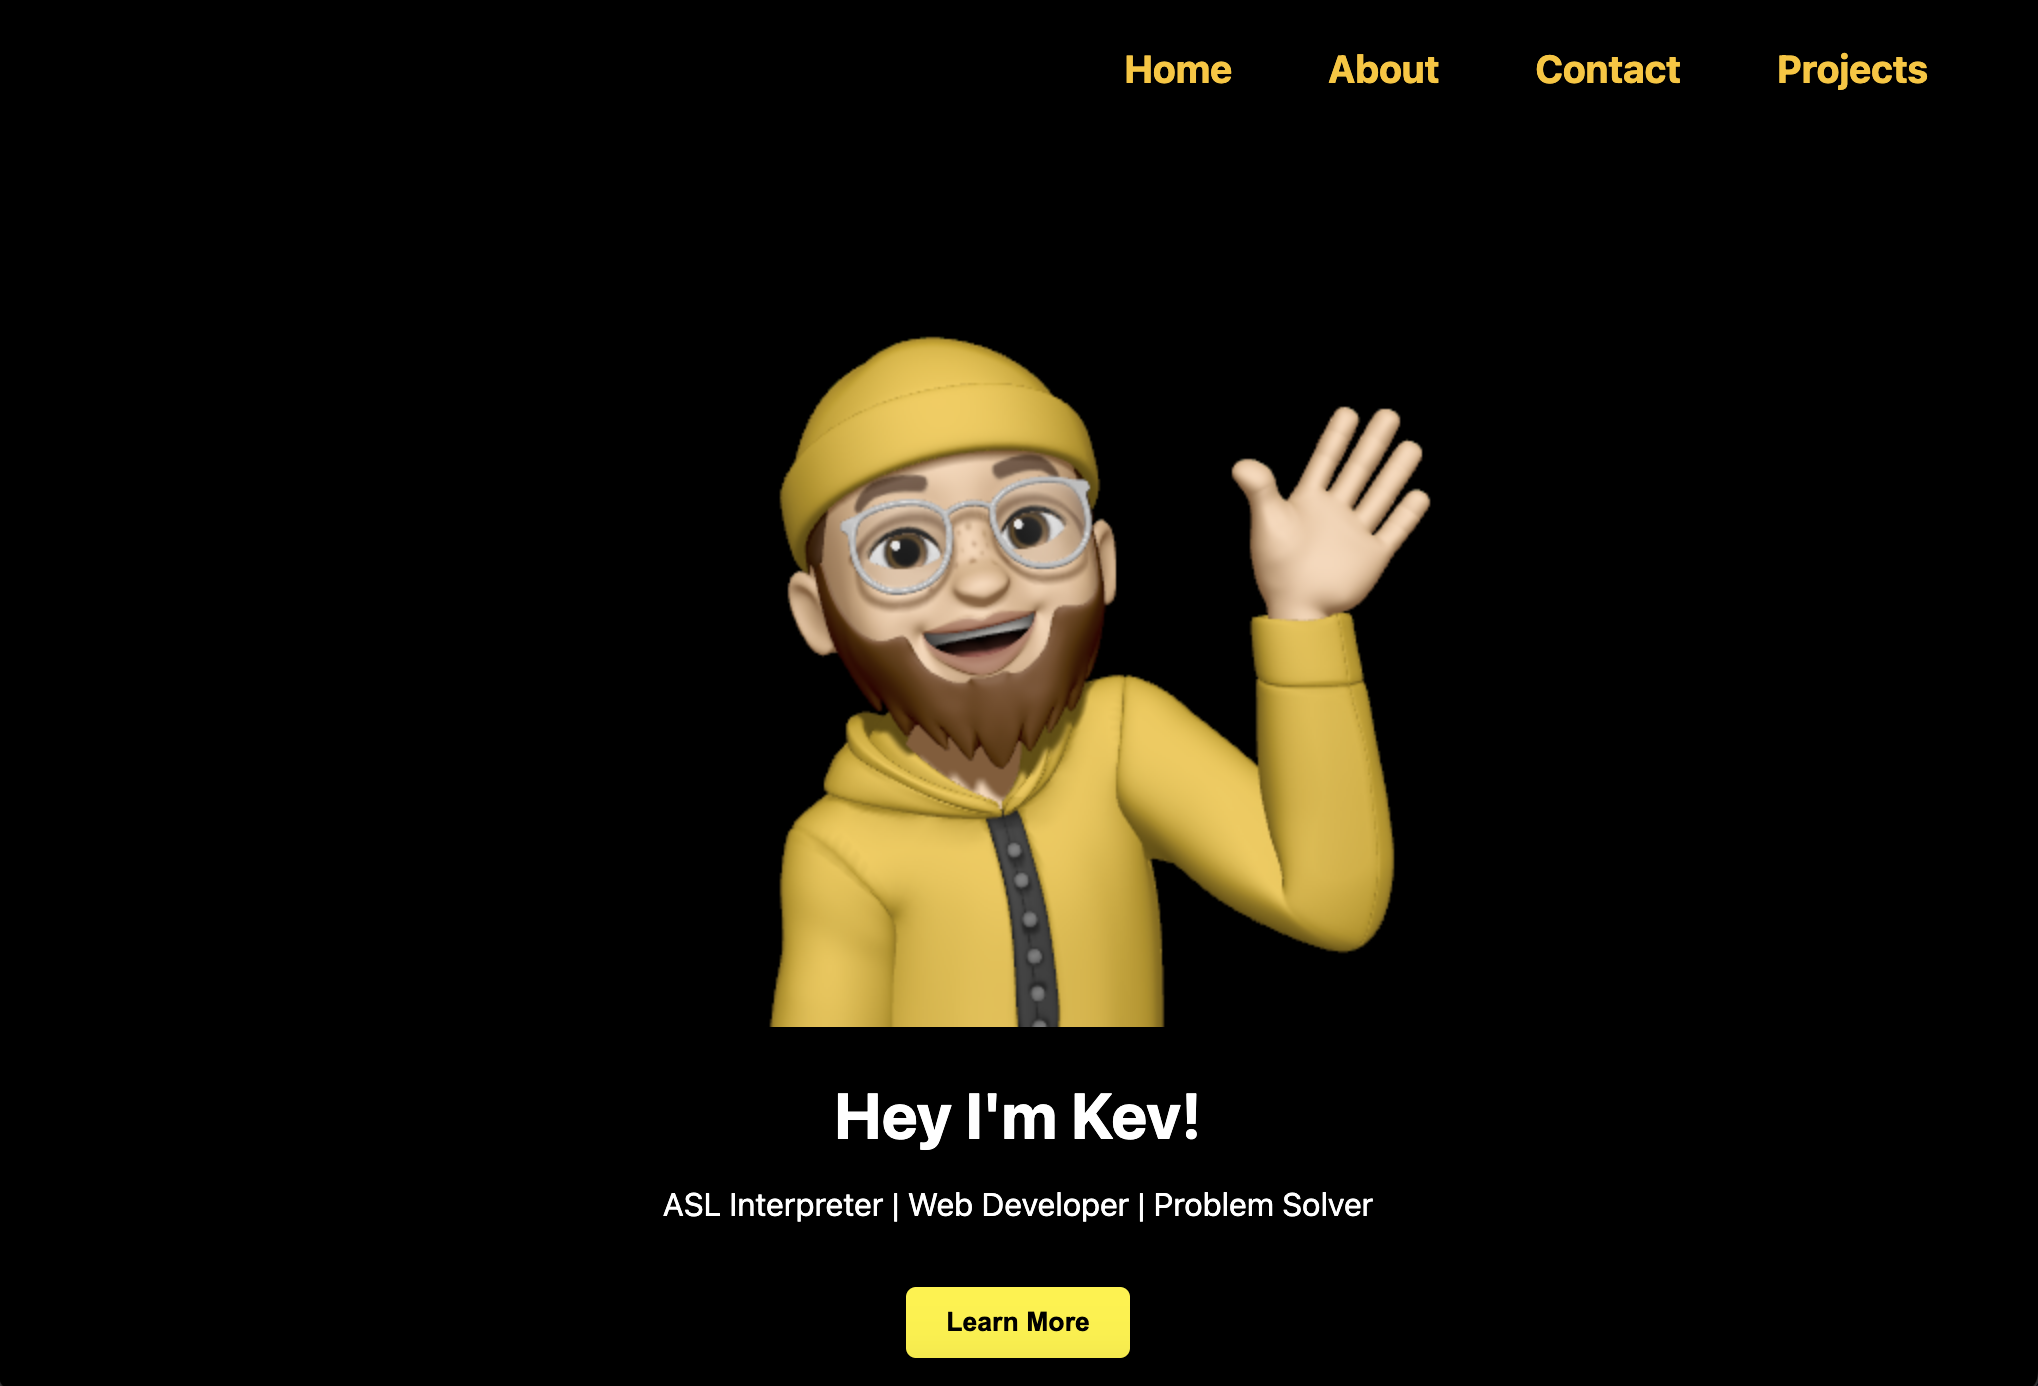 Home About Contact Projects
Hey I'm Kev!
ASL Interpreter | Web Developer | Problem Solver
Learn More